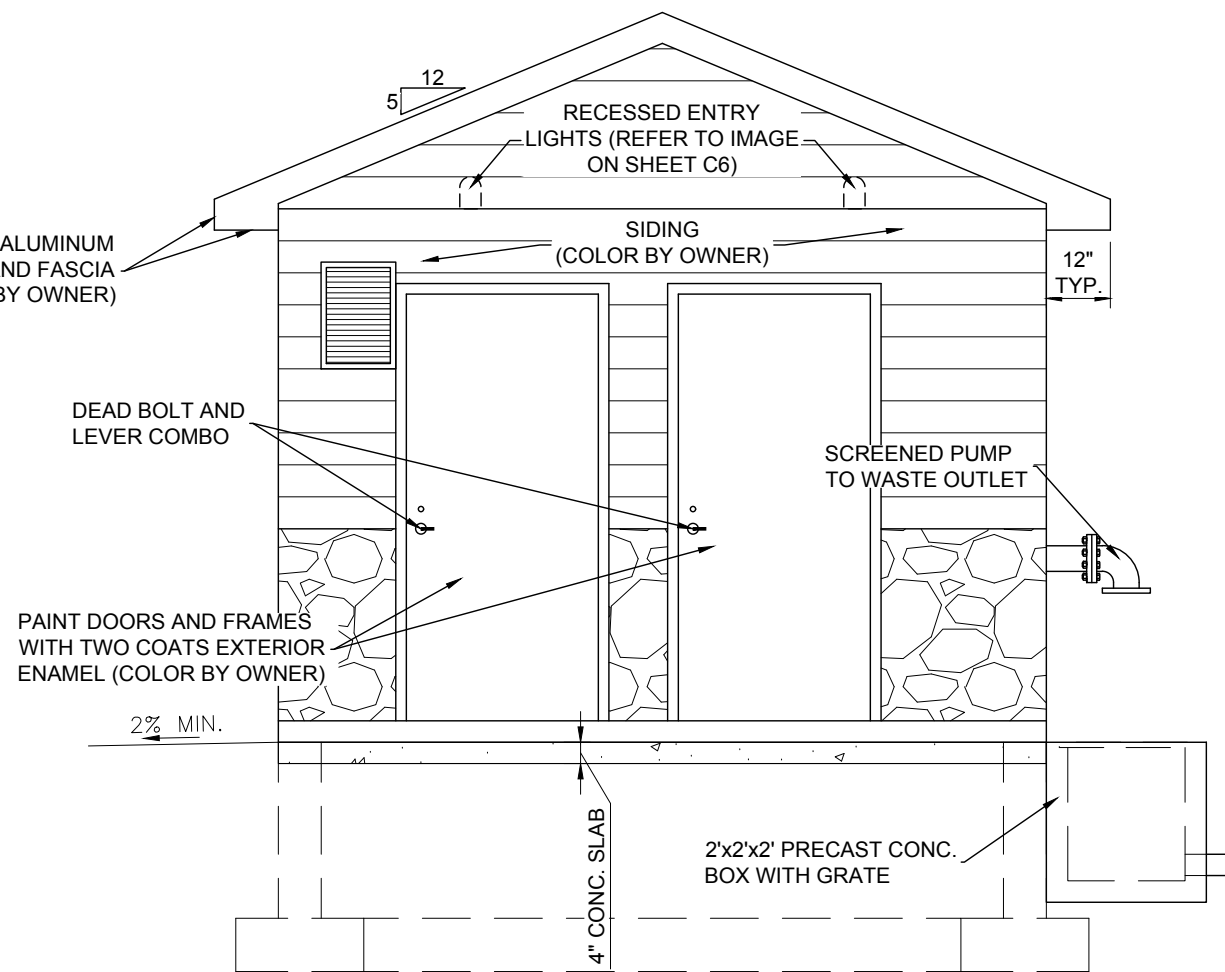 12
5
RECESSED ENTRY
LIGHTS (REFER TO IMAGE
ON SHEET C6)
ALUMINUM
AND FASCIA
BY OWNER)
SIDING
(COLOR BY OWNER)
12"
TYP.
DEAD BOLT AND
LEVER COMBO
SCREENED PUMP
TO WASTE OUTLET
PAINT DOORS AND FRAMES
WITH TWO COATS EXTERIOR
ENAMEL (COLOR BY OWNER)
2% MIN.
4" CONC. SLAB
2'x2'x2' PRECAST CONC.
BOX WITH GRATE